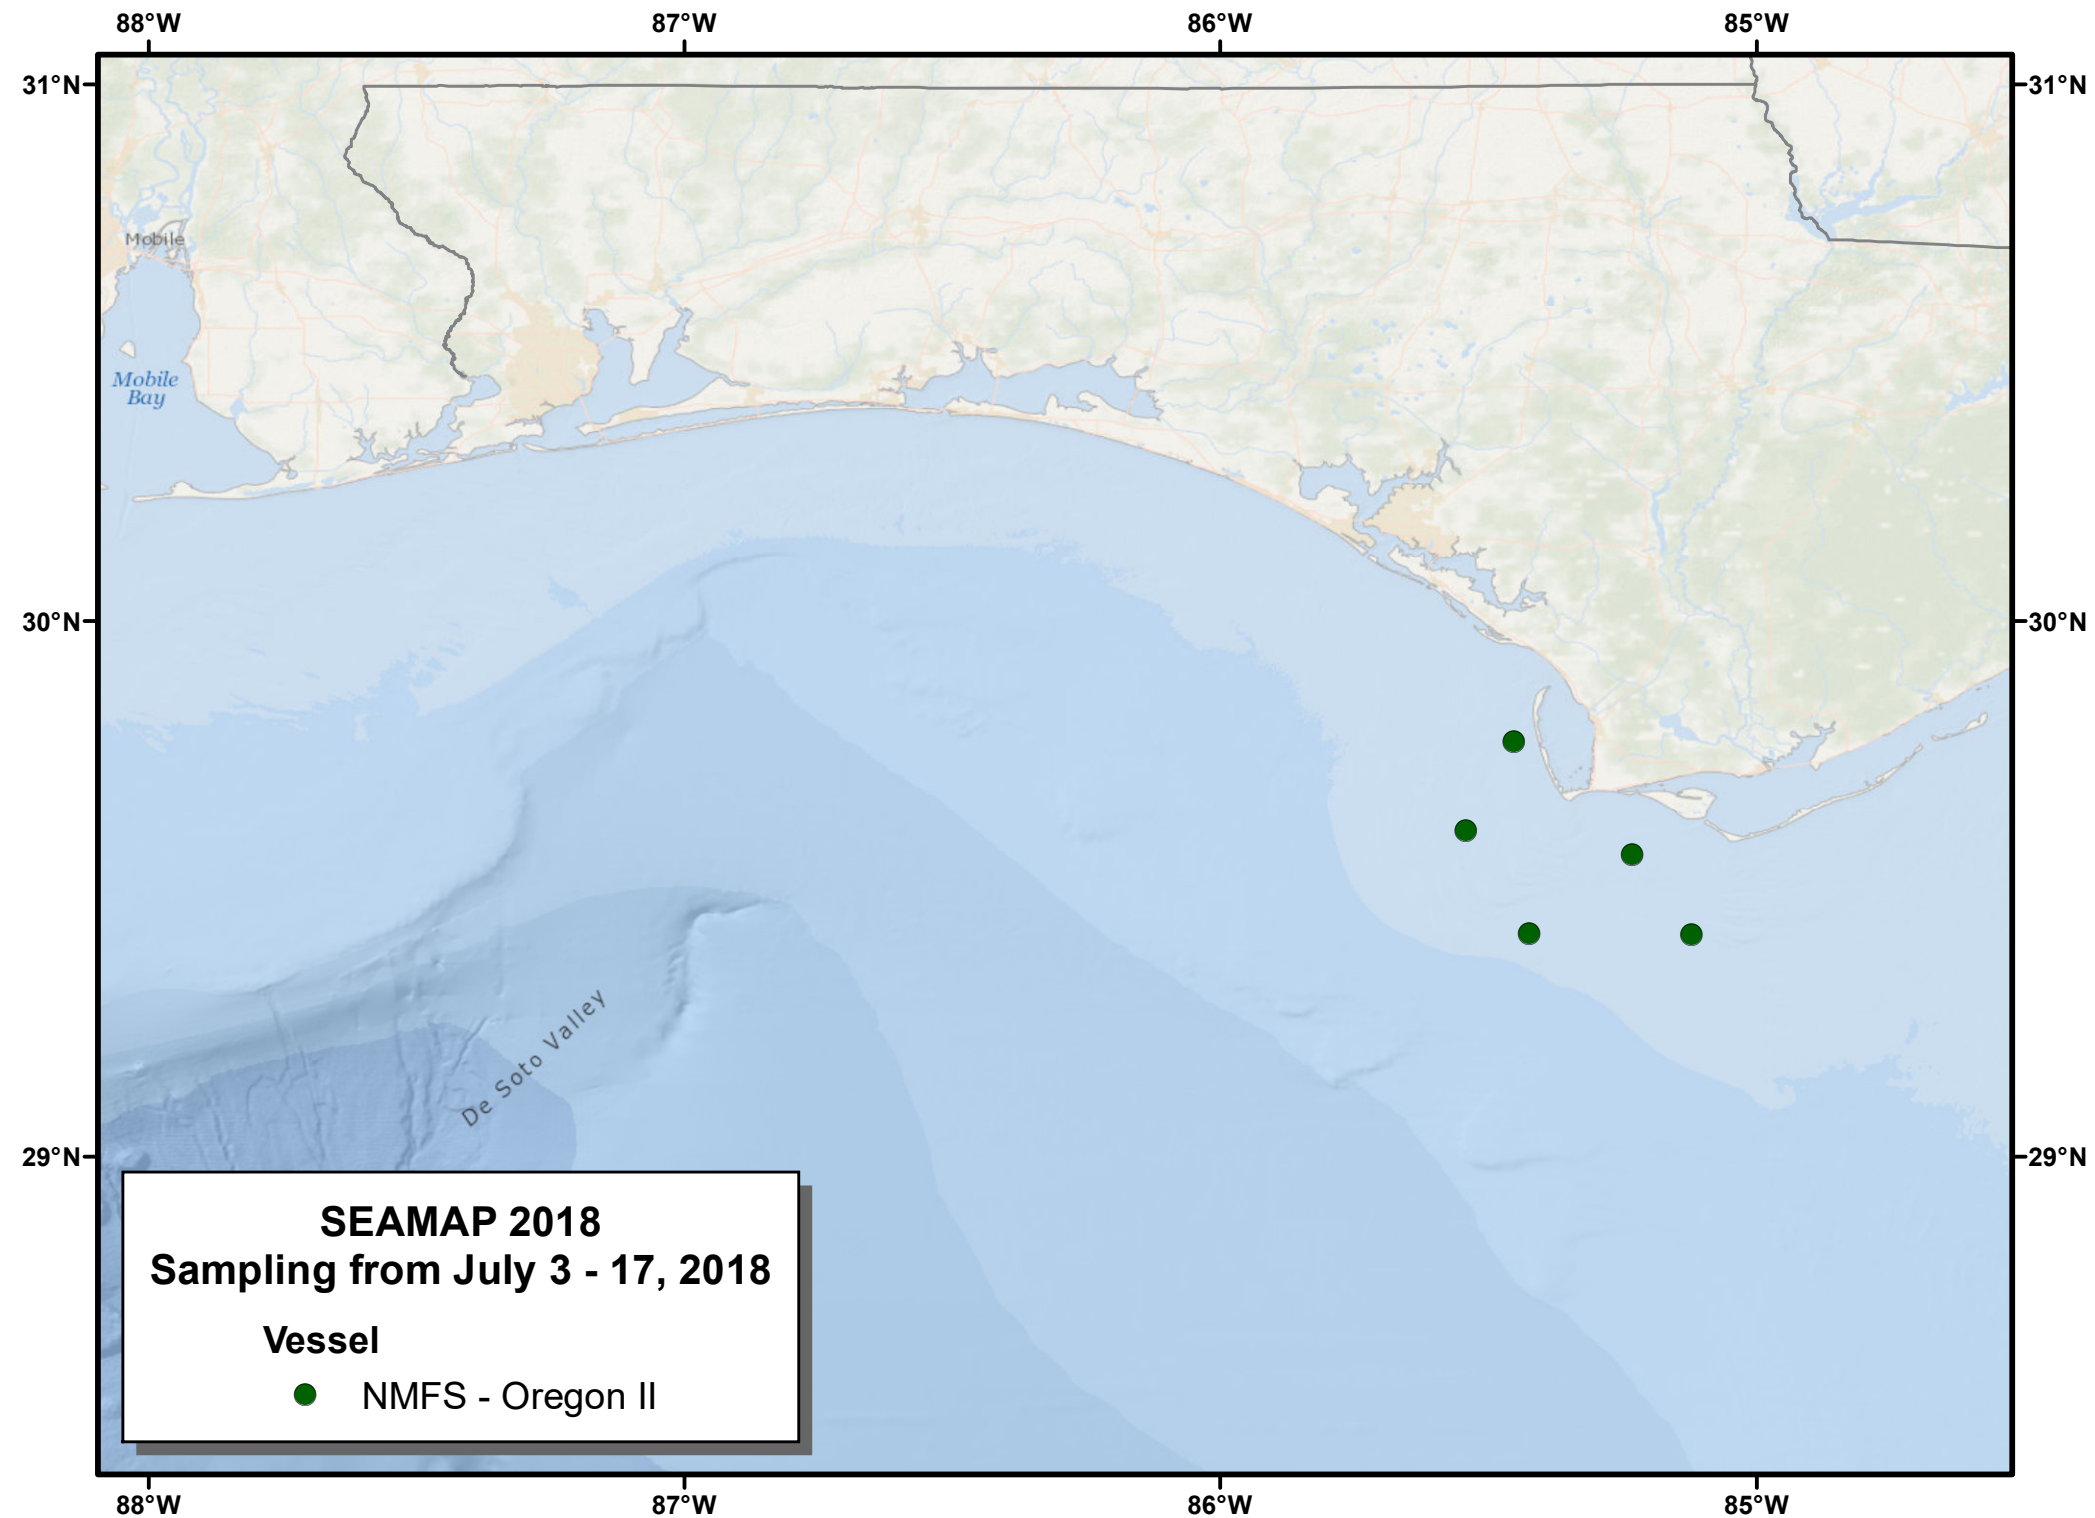 88°W 87°W 86°W 85°W
31°N 31°N
Mobile
Mobile
Bay
30°N 30°N
De Soto Valley
29°N 29°N
SEAMAP 2018
Sampling from July 3 - 17, 2018
Vessel
NMFS - Oregon II
88°W 87°W 86°W 85°W